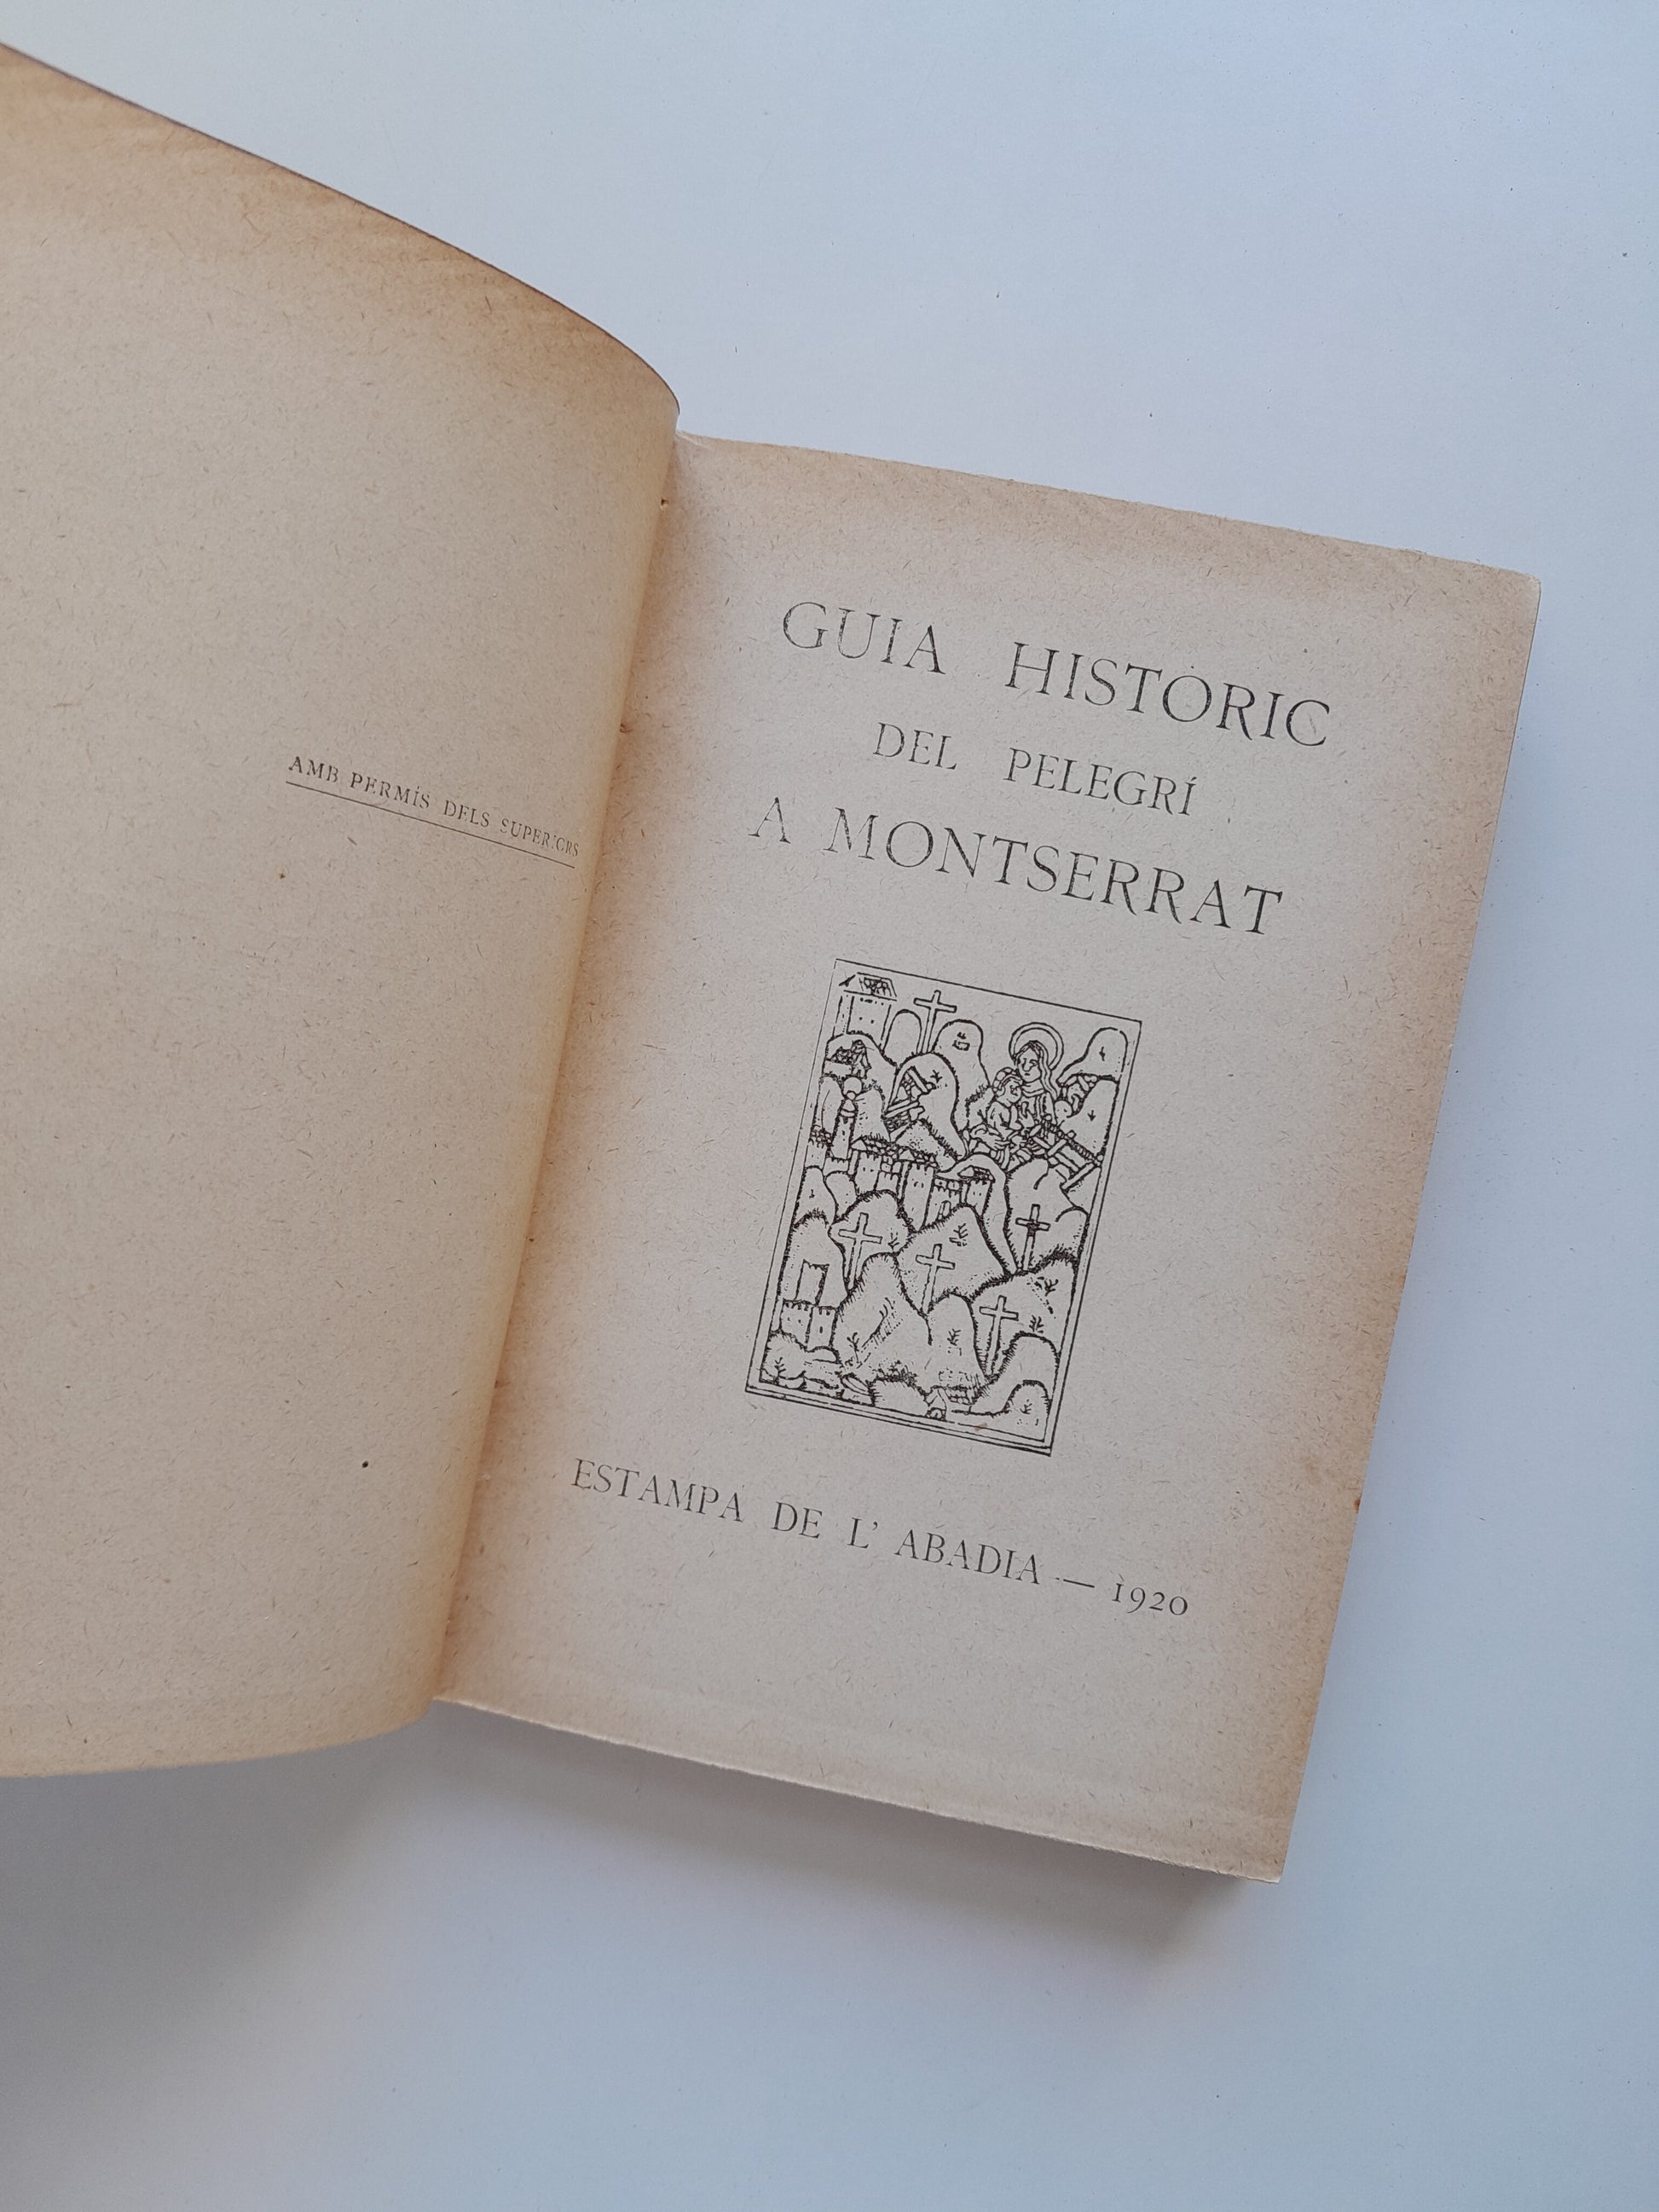 AMB PERMÍS DELS SUPERIORS
GUIA HISTÒRIC
DEL PELEGRÍ
A MONTSERRAT
ESTAMPA DE L' ABADIA — 1920